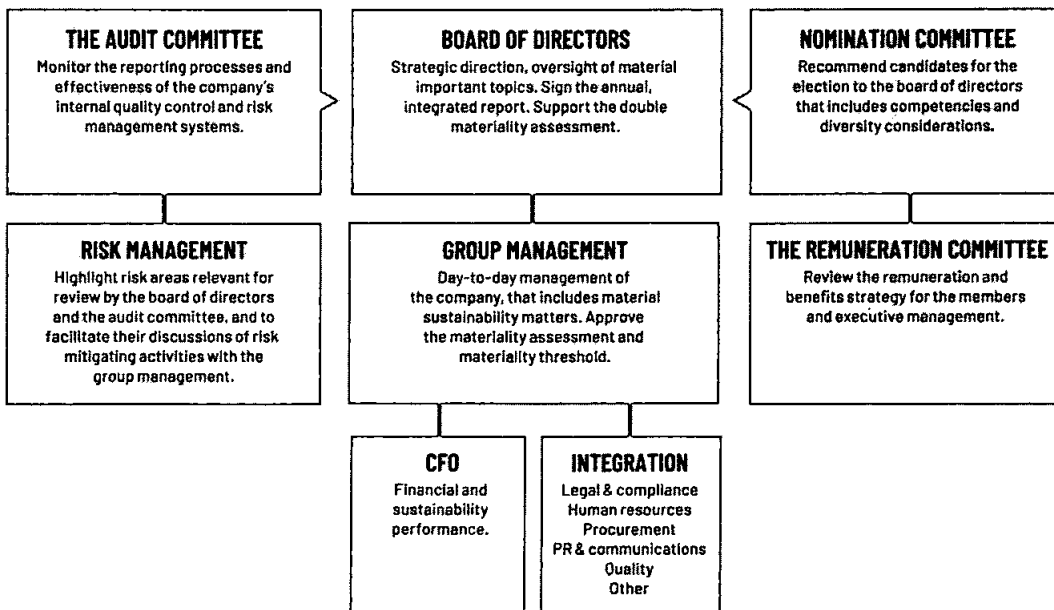 THE AUDIT COMMITTEE
Monitor the reporting processes and
effectiveness of the company's
internal quality control and risk
management systems.
BOARD OF DIRECTORS
Strategic direction, oversight of material
important topics. Sign the annual,
integrated report. Support the double
materiality assessment.
NOMINATION COMMITTEE
Recommend candidates for the
election to the board of directors
that includes competencies and
diversity considerations.
RISK MANAGEMENT
Highlight risk areas relevant for
review by the board of directors
and the audit committee, and to
facilitate their discussions of risk
mitigating activities with the
group management.
GROUP MANAGEMENT
Day-to-day management of
the company, that includes material
sustainability matters. Approve
the materiality assessment and
materiality threshold.
THE REMUNERATION COMMITTEE
Review the remuneration and
benefits strategy for the members
and executive management.
CFO
Financial and
sustainability
performance.
INTEGRATION
Legal & compliance
Human resources
Procurement
PR & communications
Quality
Other